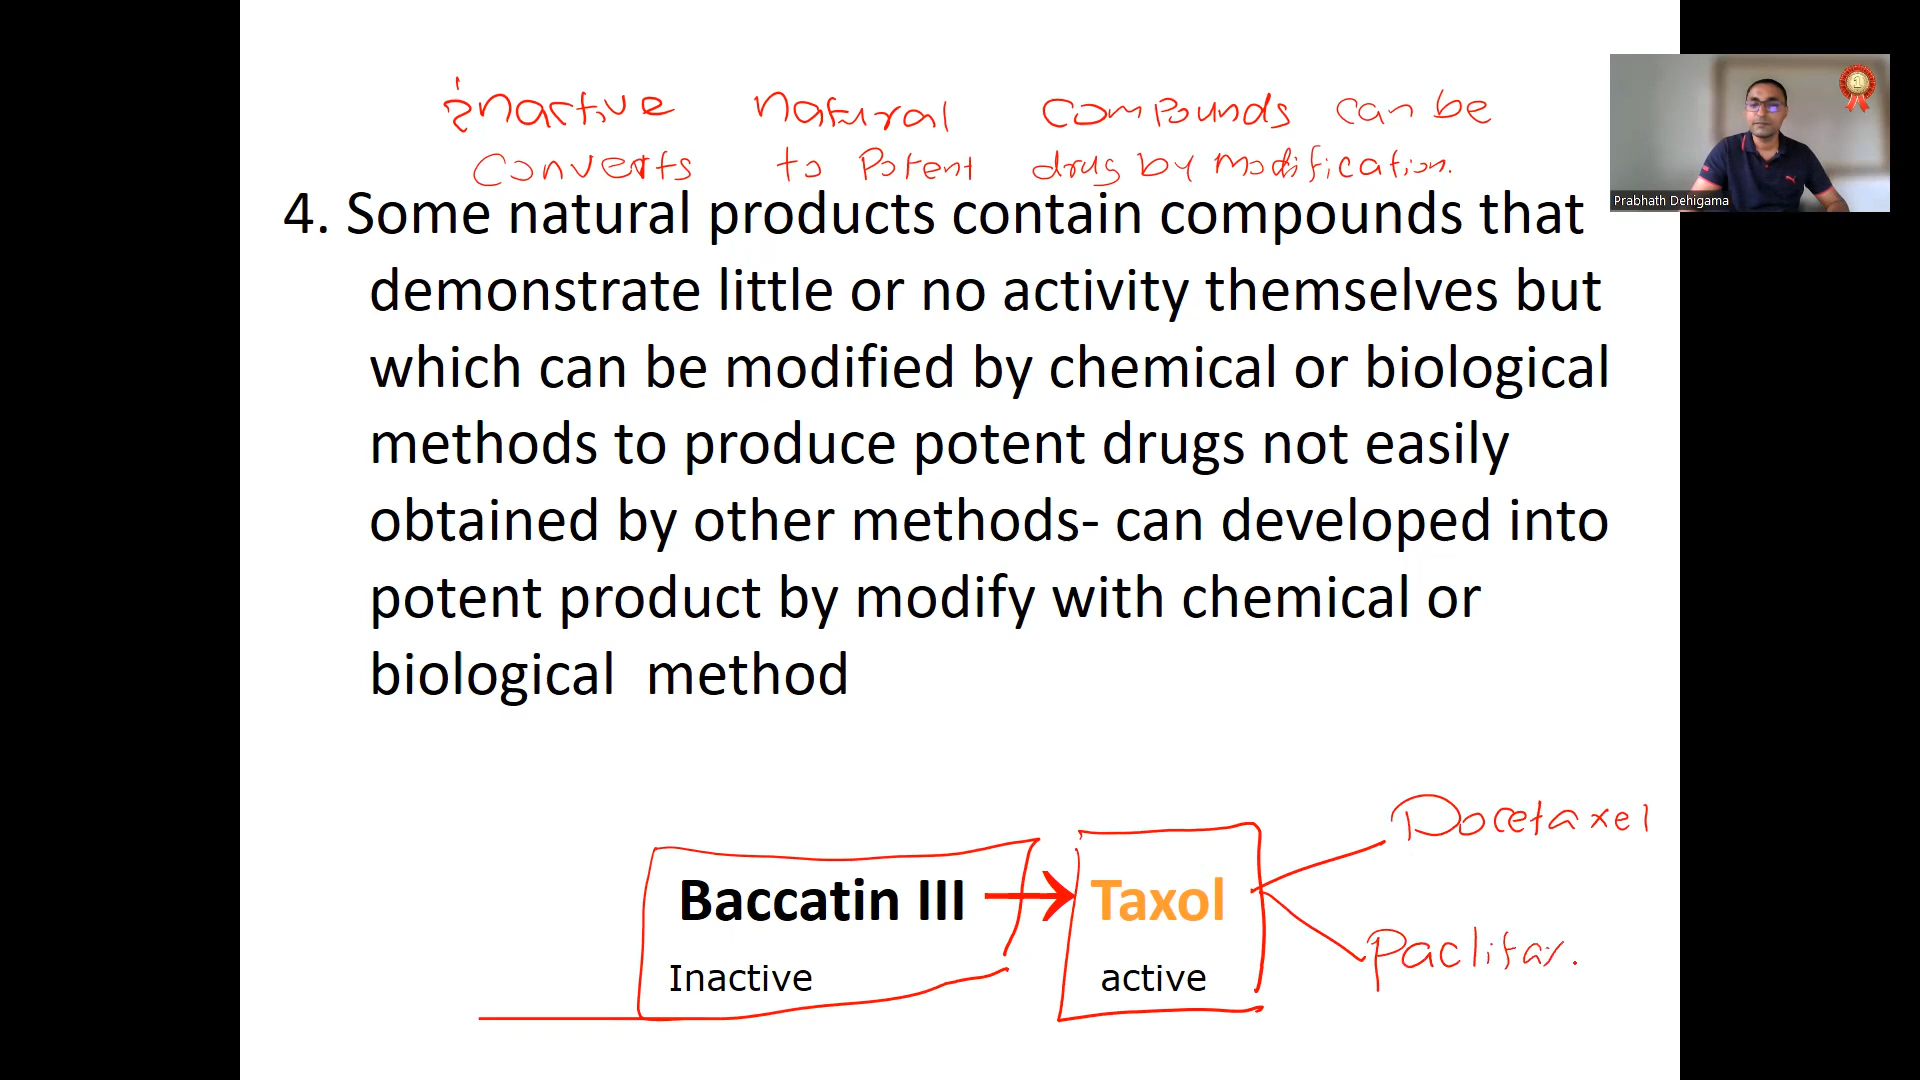 inactive natural compounds can be
converts to potent drug by modification.
4. Some natural products contain compounds that
demonstrate little or no activity themselves but
which can be modified by chemical or biological
methods to produce potent drugs not easily
obtained by other methods- can developed into
potent product by modify with chemical or
biological method
Docetaxel
Baccatin III → Taxol
Paclitax.
Inactive active
1
Prabhath Dehigama